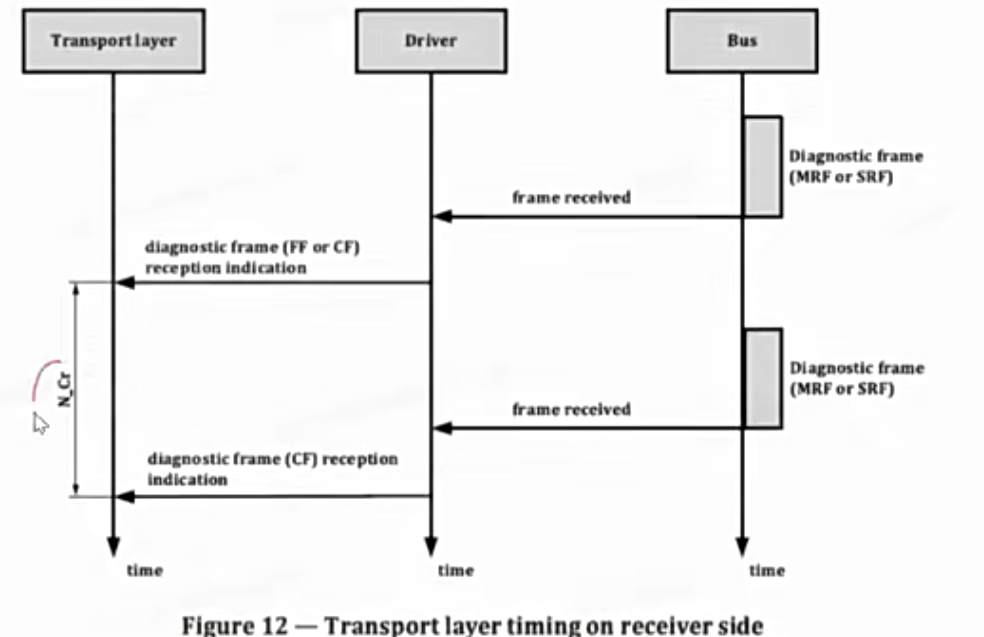 Transport layer
Driver
Bus
Diagnostic frame
(MRF or SRF)
frame received
diagnostic frame (FF or CF)
reception indication
N_Cr
Diagnostic frame
(MRF or SRF)
frame received
diagnostic frame (CF) reception
indication
time
time
time
Figure 12 — Transport layer timing on receiver side